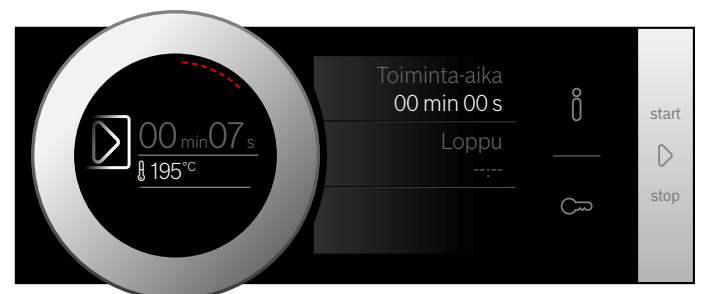 00 min 07 s
195°C
Toiminta-aika
00 min 00 s
Loppu
--:--
start
stop